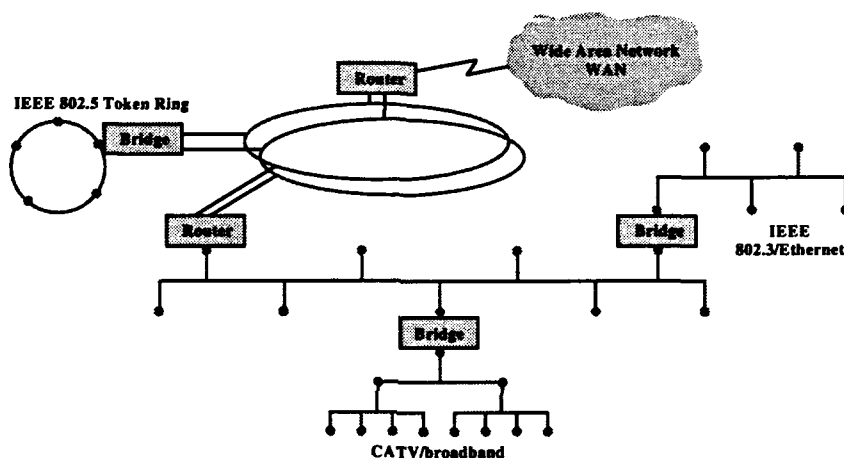 Wide Area Network
WAN
Router
IEEE 802.5 Token Ring
Bridge
Router
Bridge
IEEE
802.3/Ethernet
Bridge
CATV/broadband